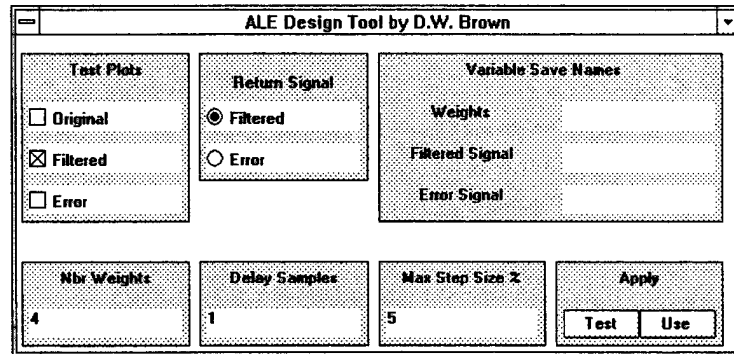 ALE Design Tool by D.W. Brown
Test Plots
Original
Filtered
Error
Return Signal
Filtered
Error
Variable Save Names
Weights
Filtered Signal
Error Signal
Nbr Weights
4
Delay Samples
1
Max Step Size %
5
Apply
Test Use